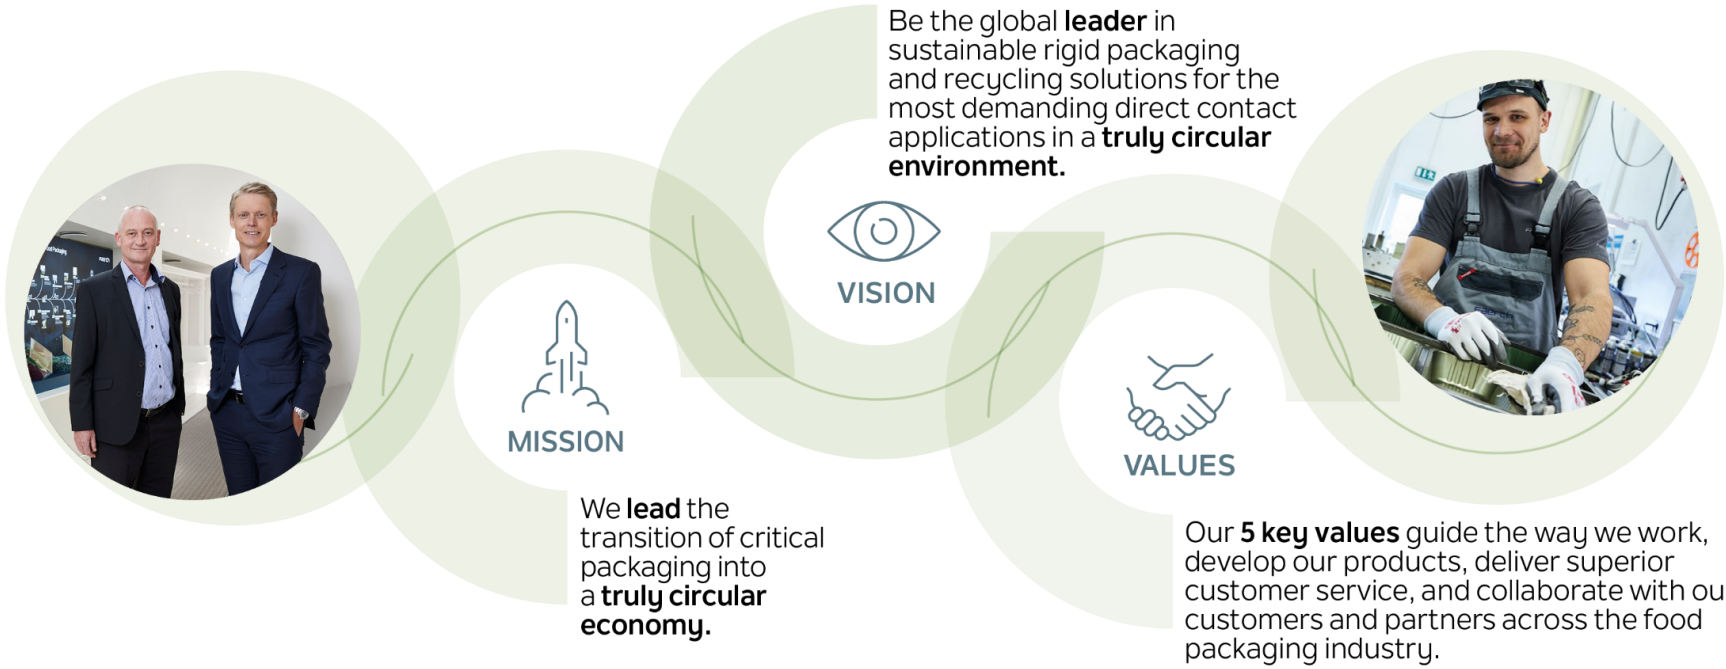 Be the global leader in
sustainable rigid packaging
and recycling solutions for the
most demanding direct contact
applications in a truly circular
environment.
VISION
MISSION
We lead the
transition of critical
packaging into
a truly circular
economy.
VALUES
Our 5 key values guide the way we work,
develop our products, deliver superior
customer service, and collaborate with ou
customers and partners across the food
packaging industry.